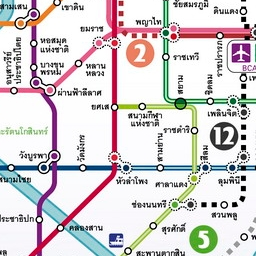 สามเสน
เขาดิน
ชัยสมรภูมิ
ดินแดง
พญาไท
ยมราช
อนุสาวรีย์
ประชาธิปไตย
หอสมุด
แห่งชาติ
2
ราชเทวี
ราชปรารภ
หลาน
หลวง
บางขุน
พรหม
ผ่านฟ้าลีลาศ
ยศเส
สยาม
ชิดลม
เพลินจิต
สนามกีฬา
แห่งชาติ
ราชดำริ
12
วังบูรพา
วัดมังกร
สามย่าน
สีลม
สนามไชย
หัวลำโพง
ลุมพินี
ศาลาแดง
ช่องนนทรี
สวนพลู
ประชาธิปก
คลองสาน
สุรศักดิ์
5
สะพานตากสิน